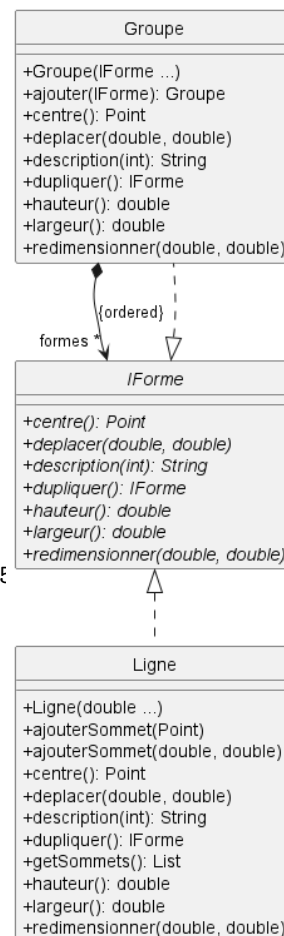 Groupe
+Groupe(IForme ...)
+ajouter(IForme): Groupe
+centre(): Point
+deplacer(double, double)
+description(int): String
+dupliquer(): IForme
+hauteur(): double
+largeur(): double
+redimensionner(double, double)
{ordered}
formes *
IForme
+centre(): Point
+deplacer(double, double)
+description(int): String
+dupliquer(): IForme
+hauteur(): double
+largeur(): double
+redimensionner(double, double)
5
Ligne
+Ligne(double ...)
+ajouterSommet(Point)
+ajouterSommet(double, double)
+centre(): Point
+deplacer(double, double)
+description(int): String
+dupliquer(): IForme
+getSommets(): List
+hauteur(): double
+largeur(): double
+redimensionner(double, double)